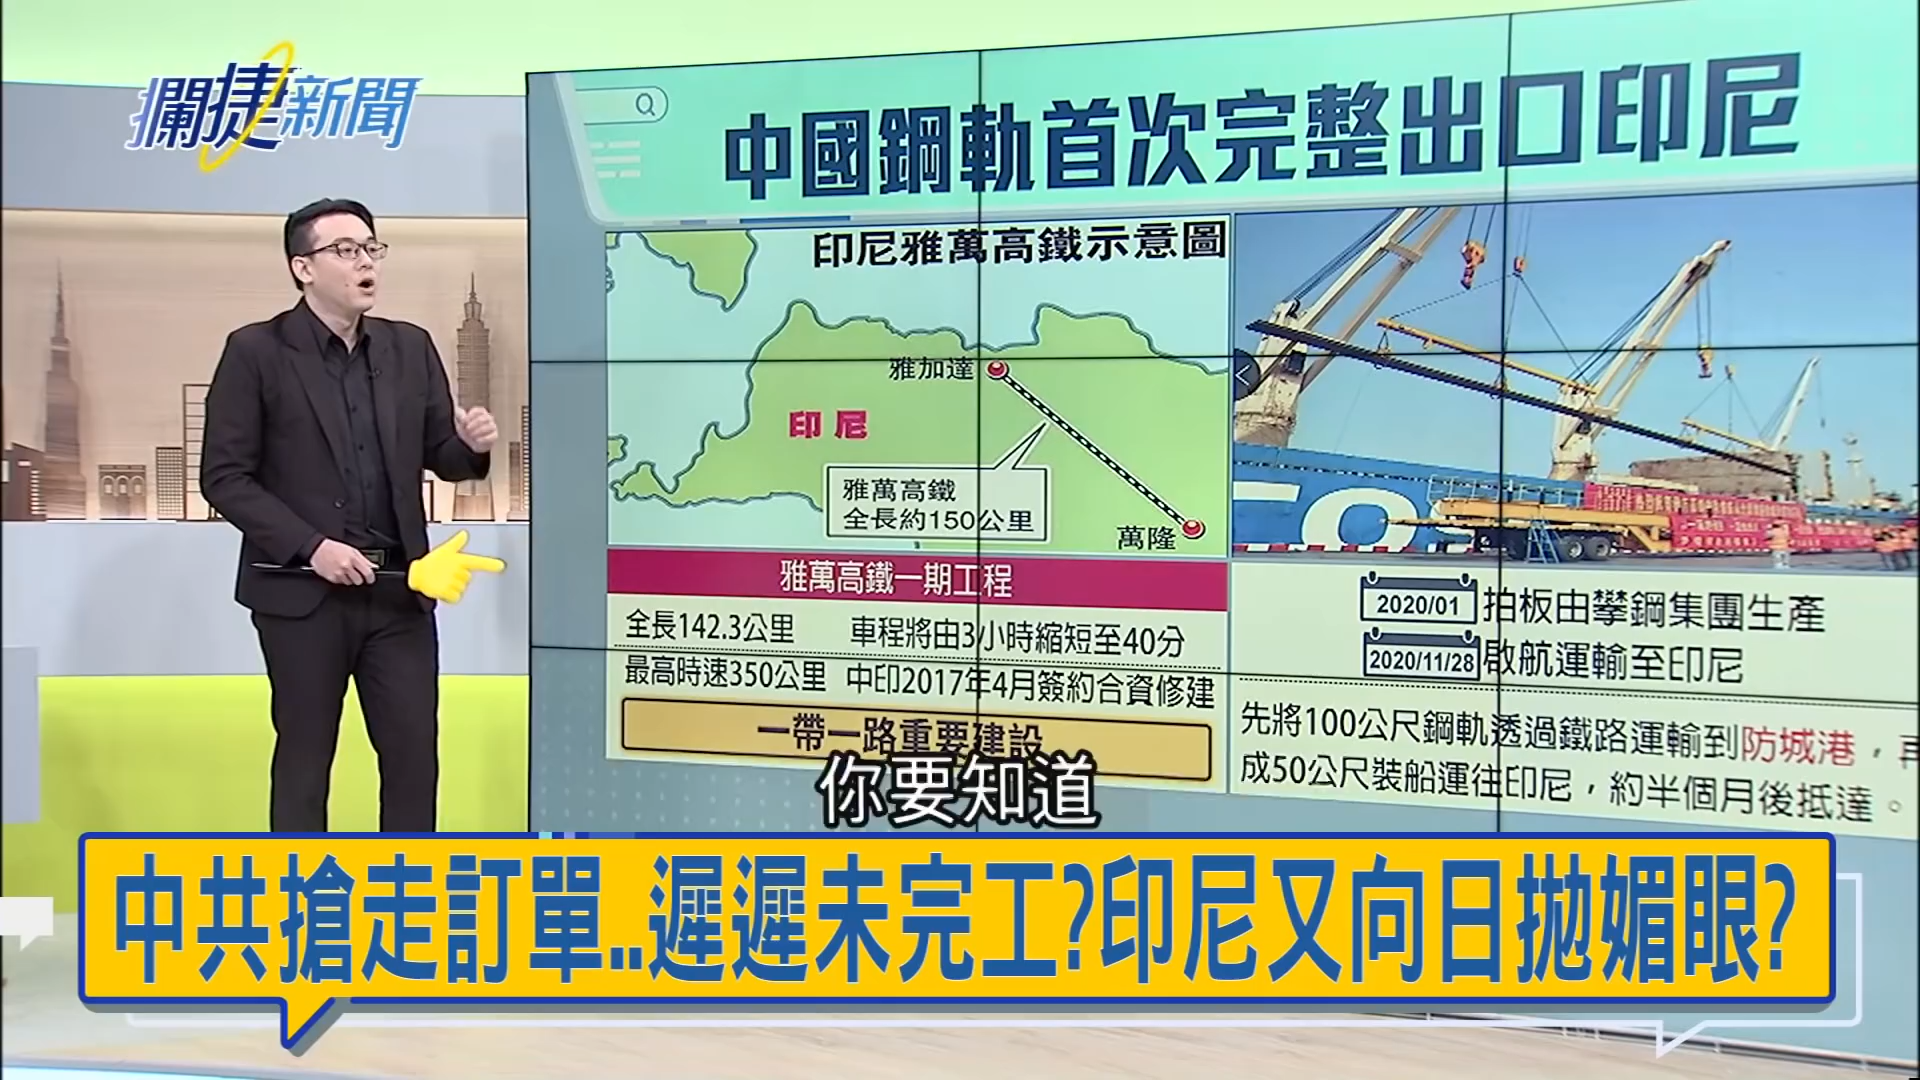 攔捷新聞
中國鋼軌首次完整出口印尼
印尼雅萬高鐵示意圖
雅加達
印尼
雅萬高鐵
全長約150公里
萬隆
雅萬高鐵一期工程
全長142.3公里 車程將由3小時縮短至40分
最高時速350公里 中印2017年4月簽約合資修建
一帶一路重要建設
2020/01 拍板由攀鋼集團生產
2020/11/28 啟航運輸至印尼
先將100公尺鋼軌透過鐵路運輸到防城港，再
成50公尺裝船運往印尼，約半個月後抵達。
你要知道
中共搶走訂單..遲遲未完工?印尼又向日拋媚眼?